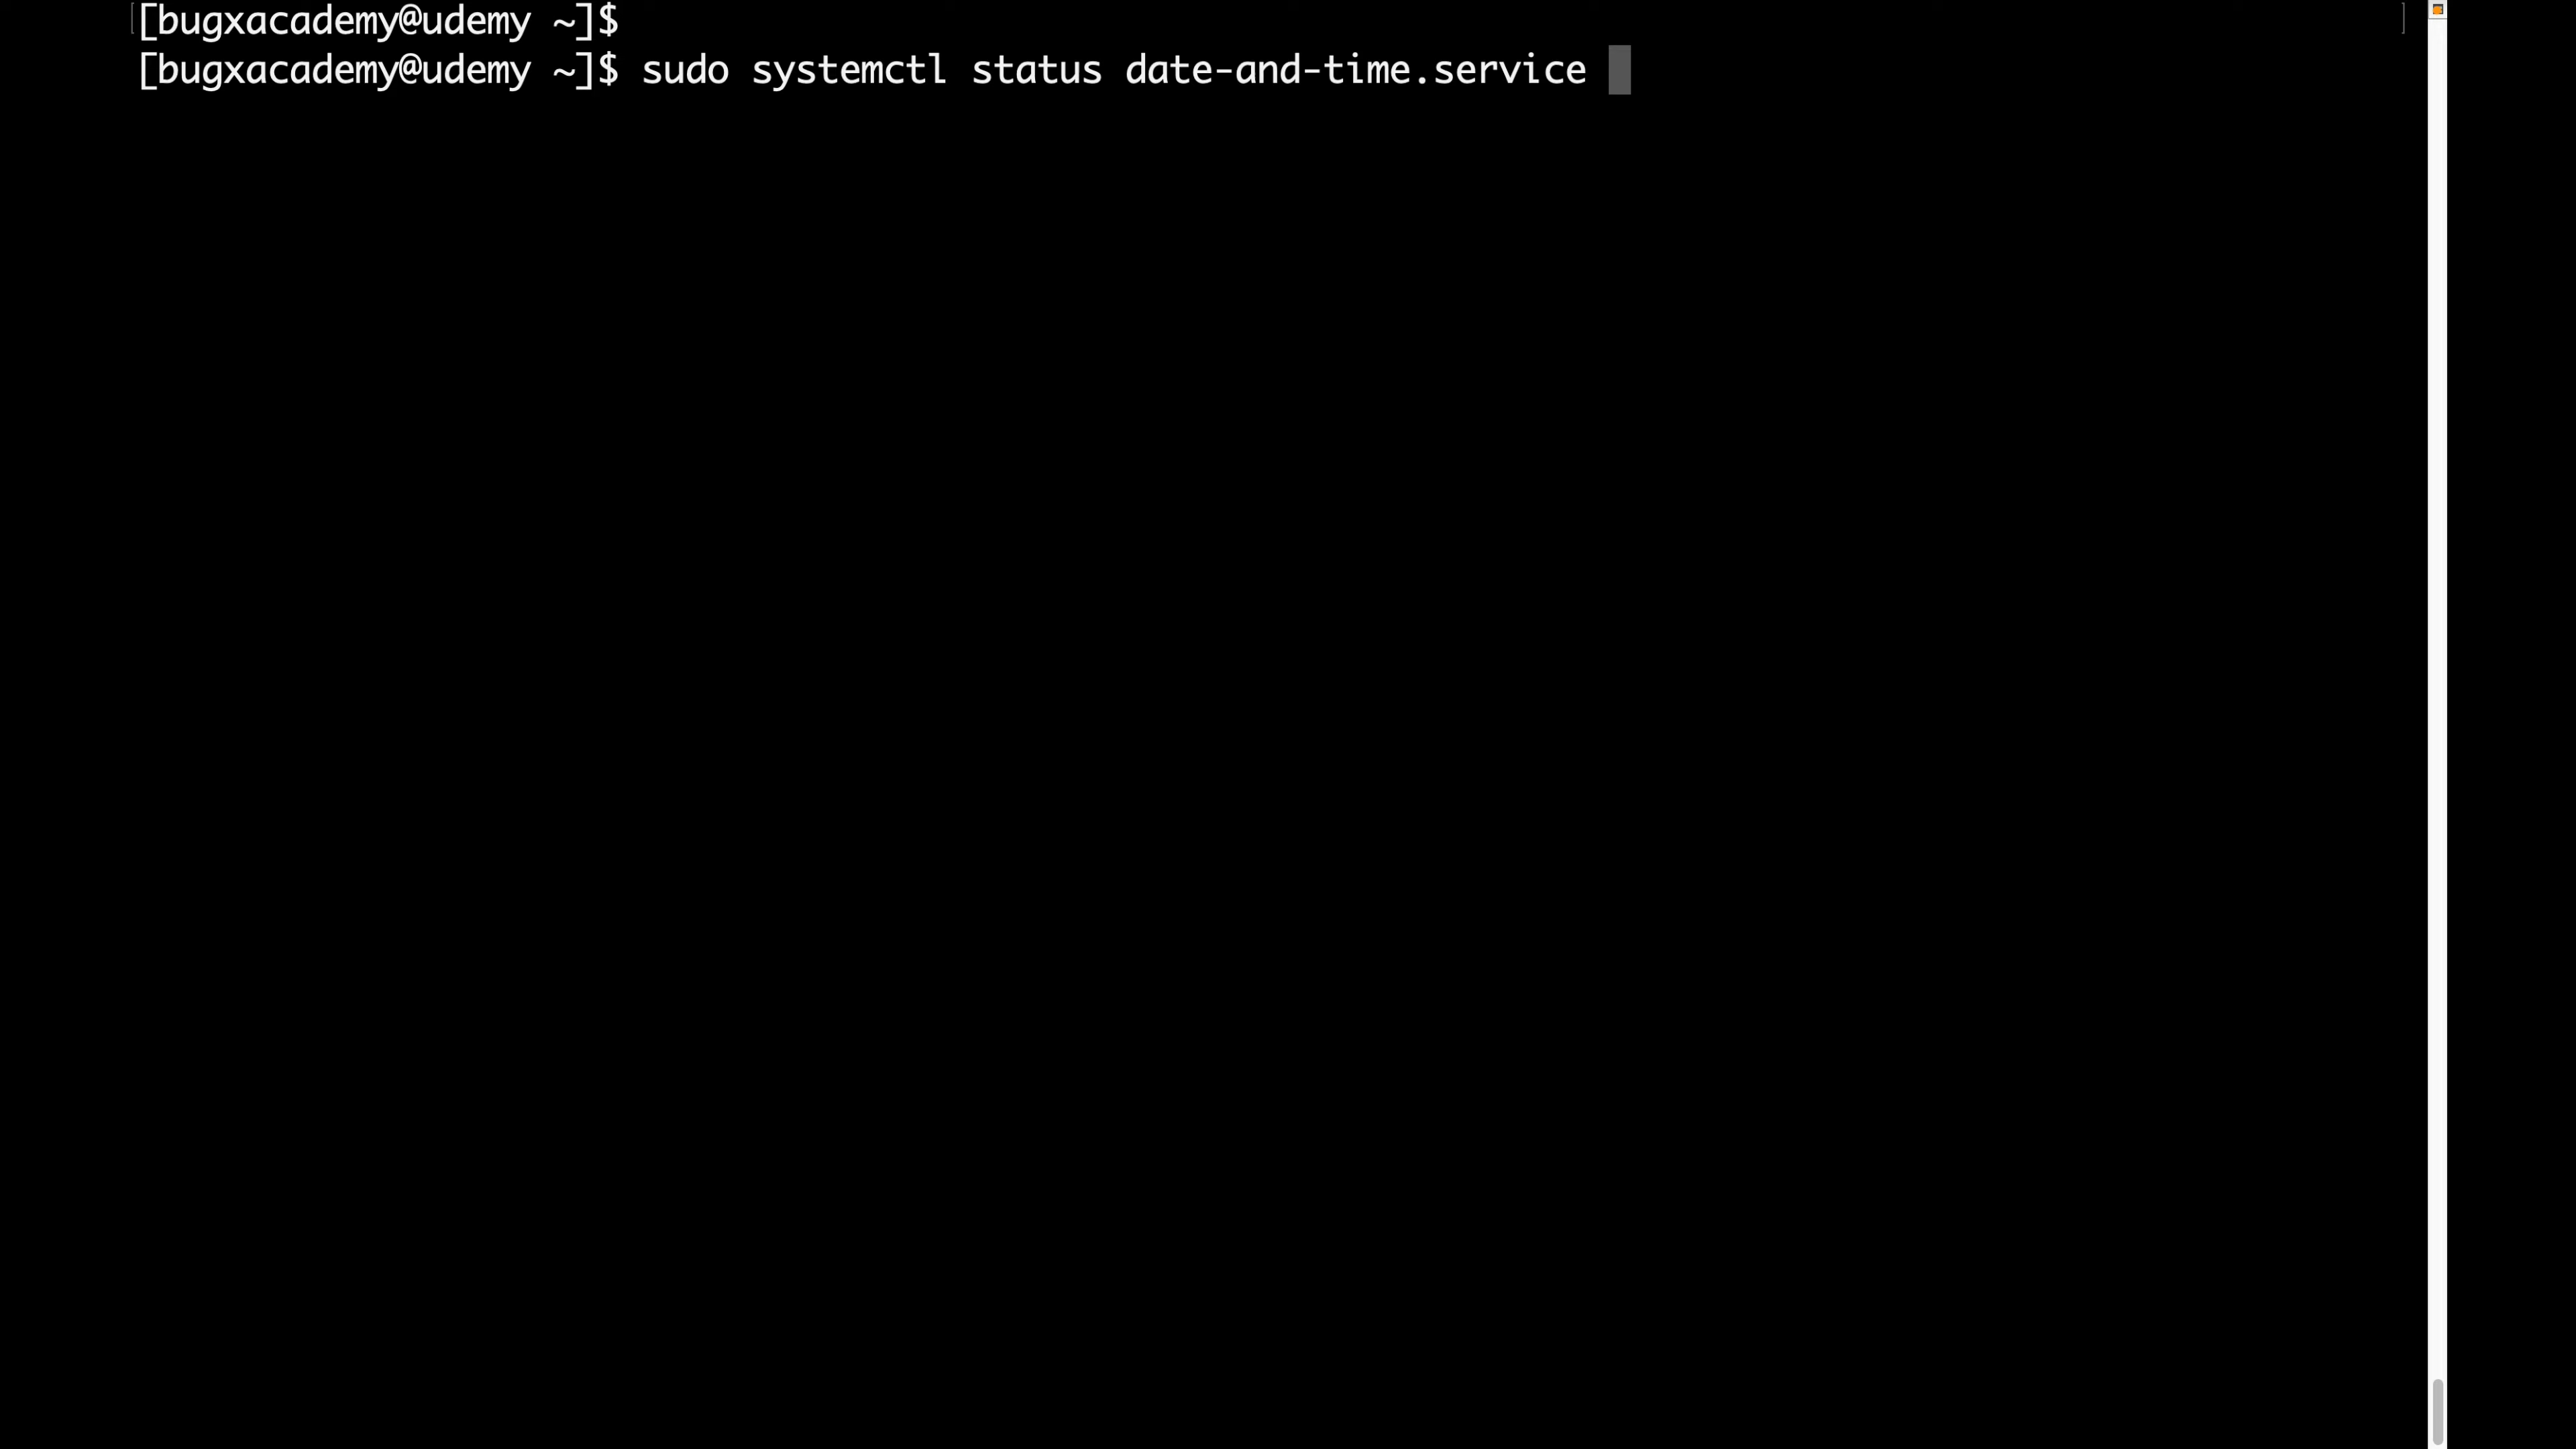 [bugxacademy@udemy ~]$
[bugxacademy@udemy ~]$ sudo systemctl status date-and-time.service